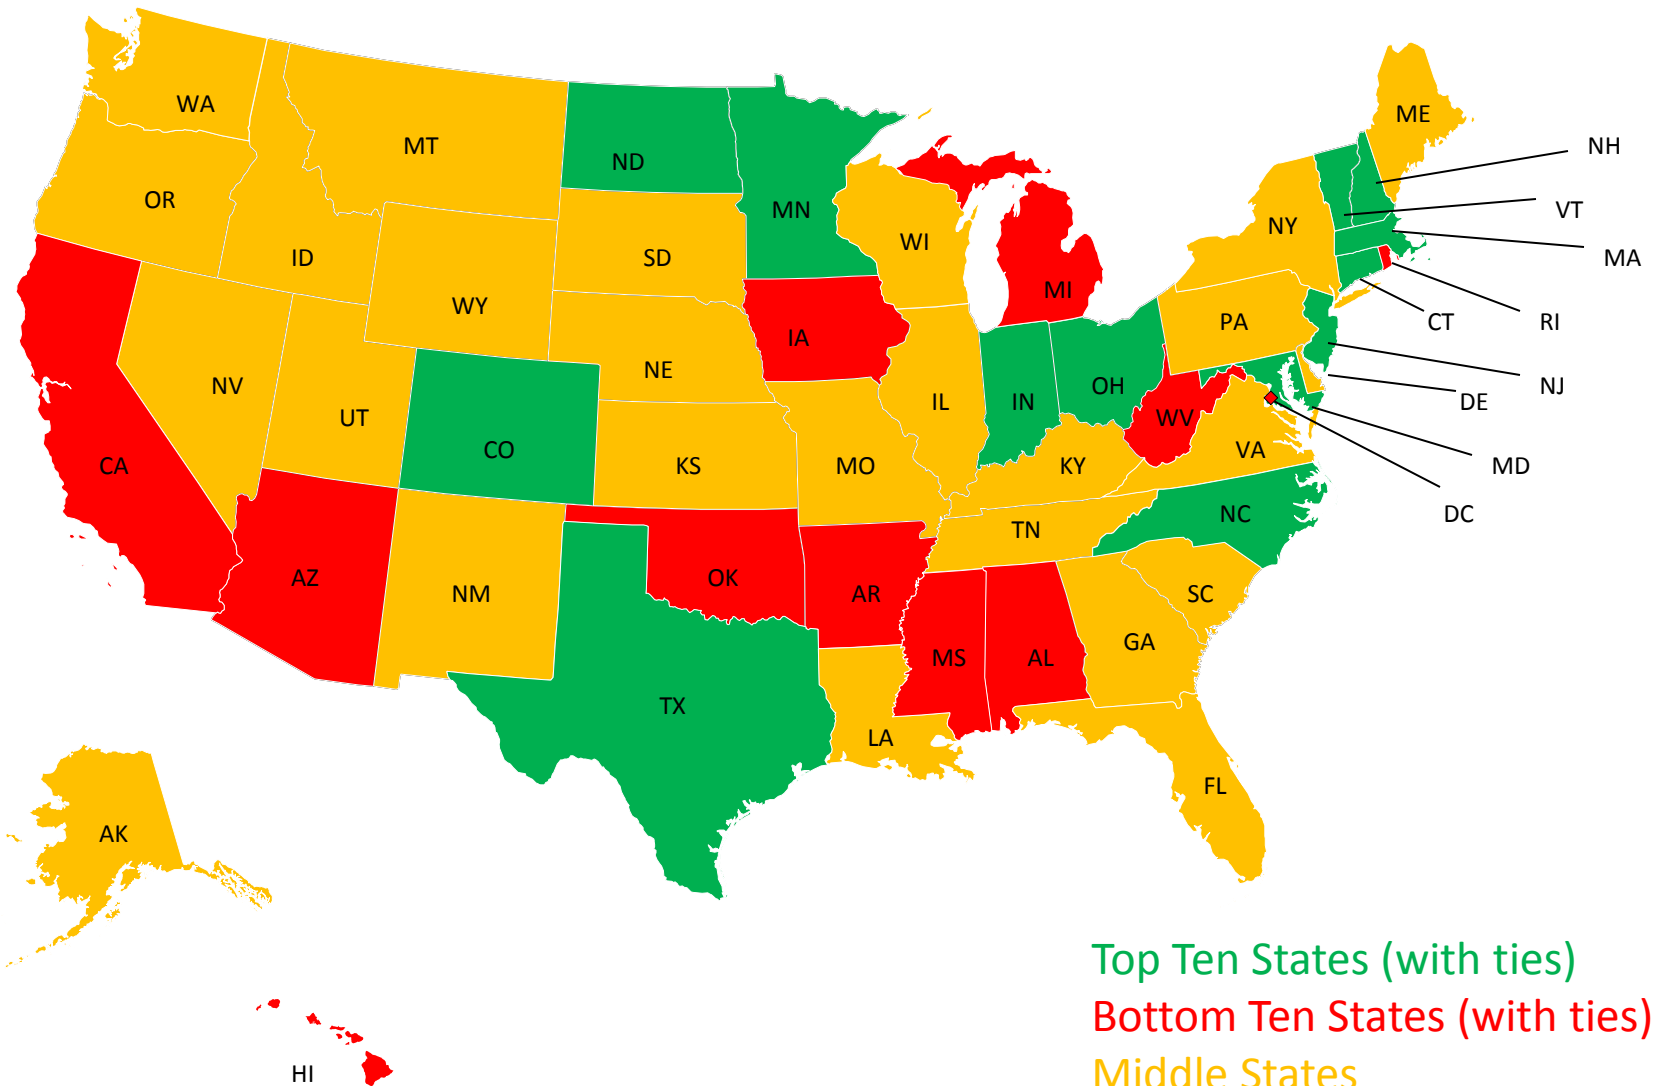 WA
MT
ND
MN
ME
NH
OR
ID
SD
WI
NY
VT
MA
WY
MI
PA
CT
RI
IA
NE
NV
UT
IL
IN
OH
NJ
DE
CO
KS
MO
KY
WV
VA
MD
CA
DC
TN
NC
AZ
NM
OK
AR
SC
MS
AL
GA
TX
LA
FL
AK
HI
Top Ten States (with ties)
Bottom Ten States (with ties)
Middle States